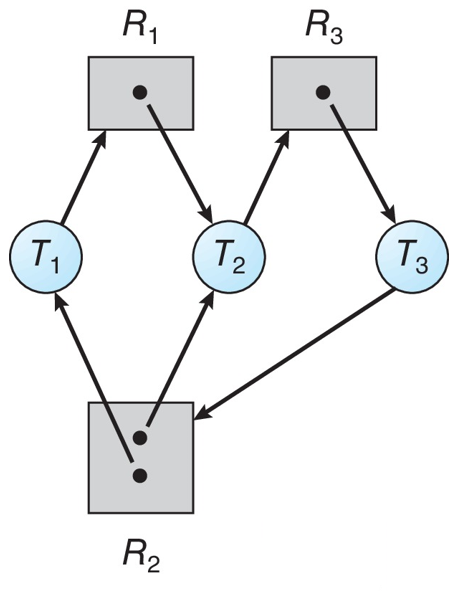 R₁ R₃
T₁ T₂ T₃
R₂